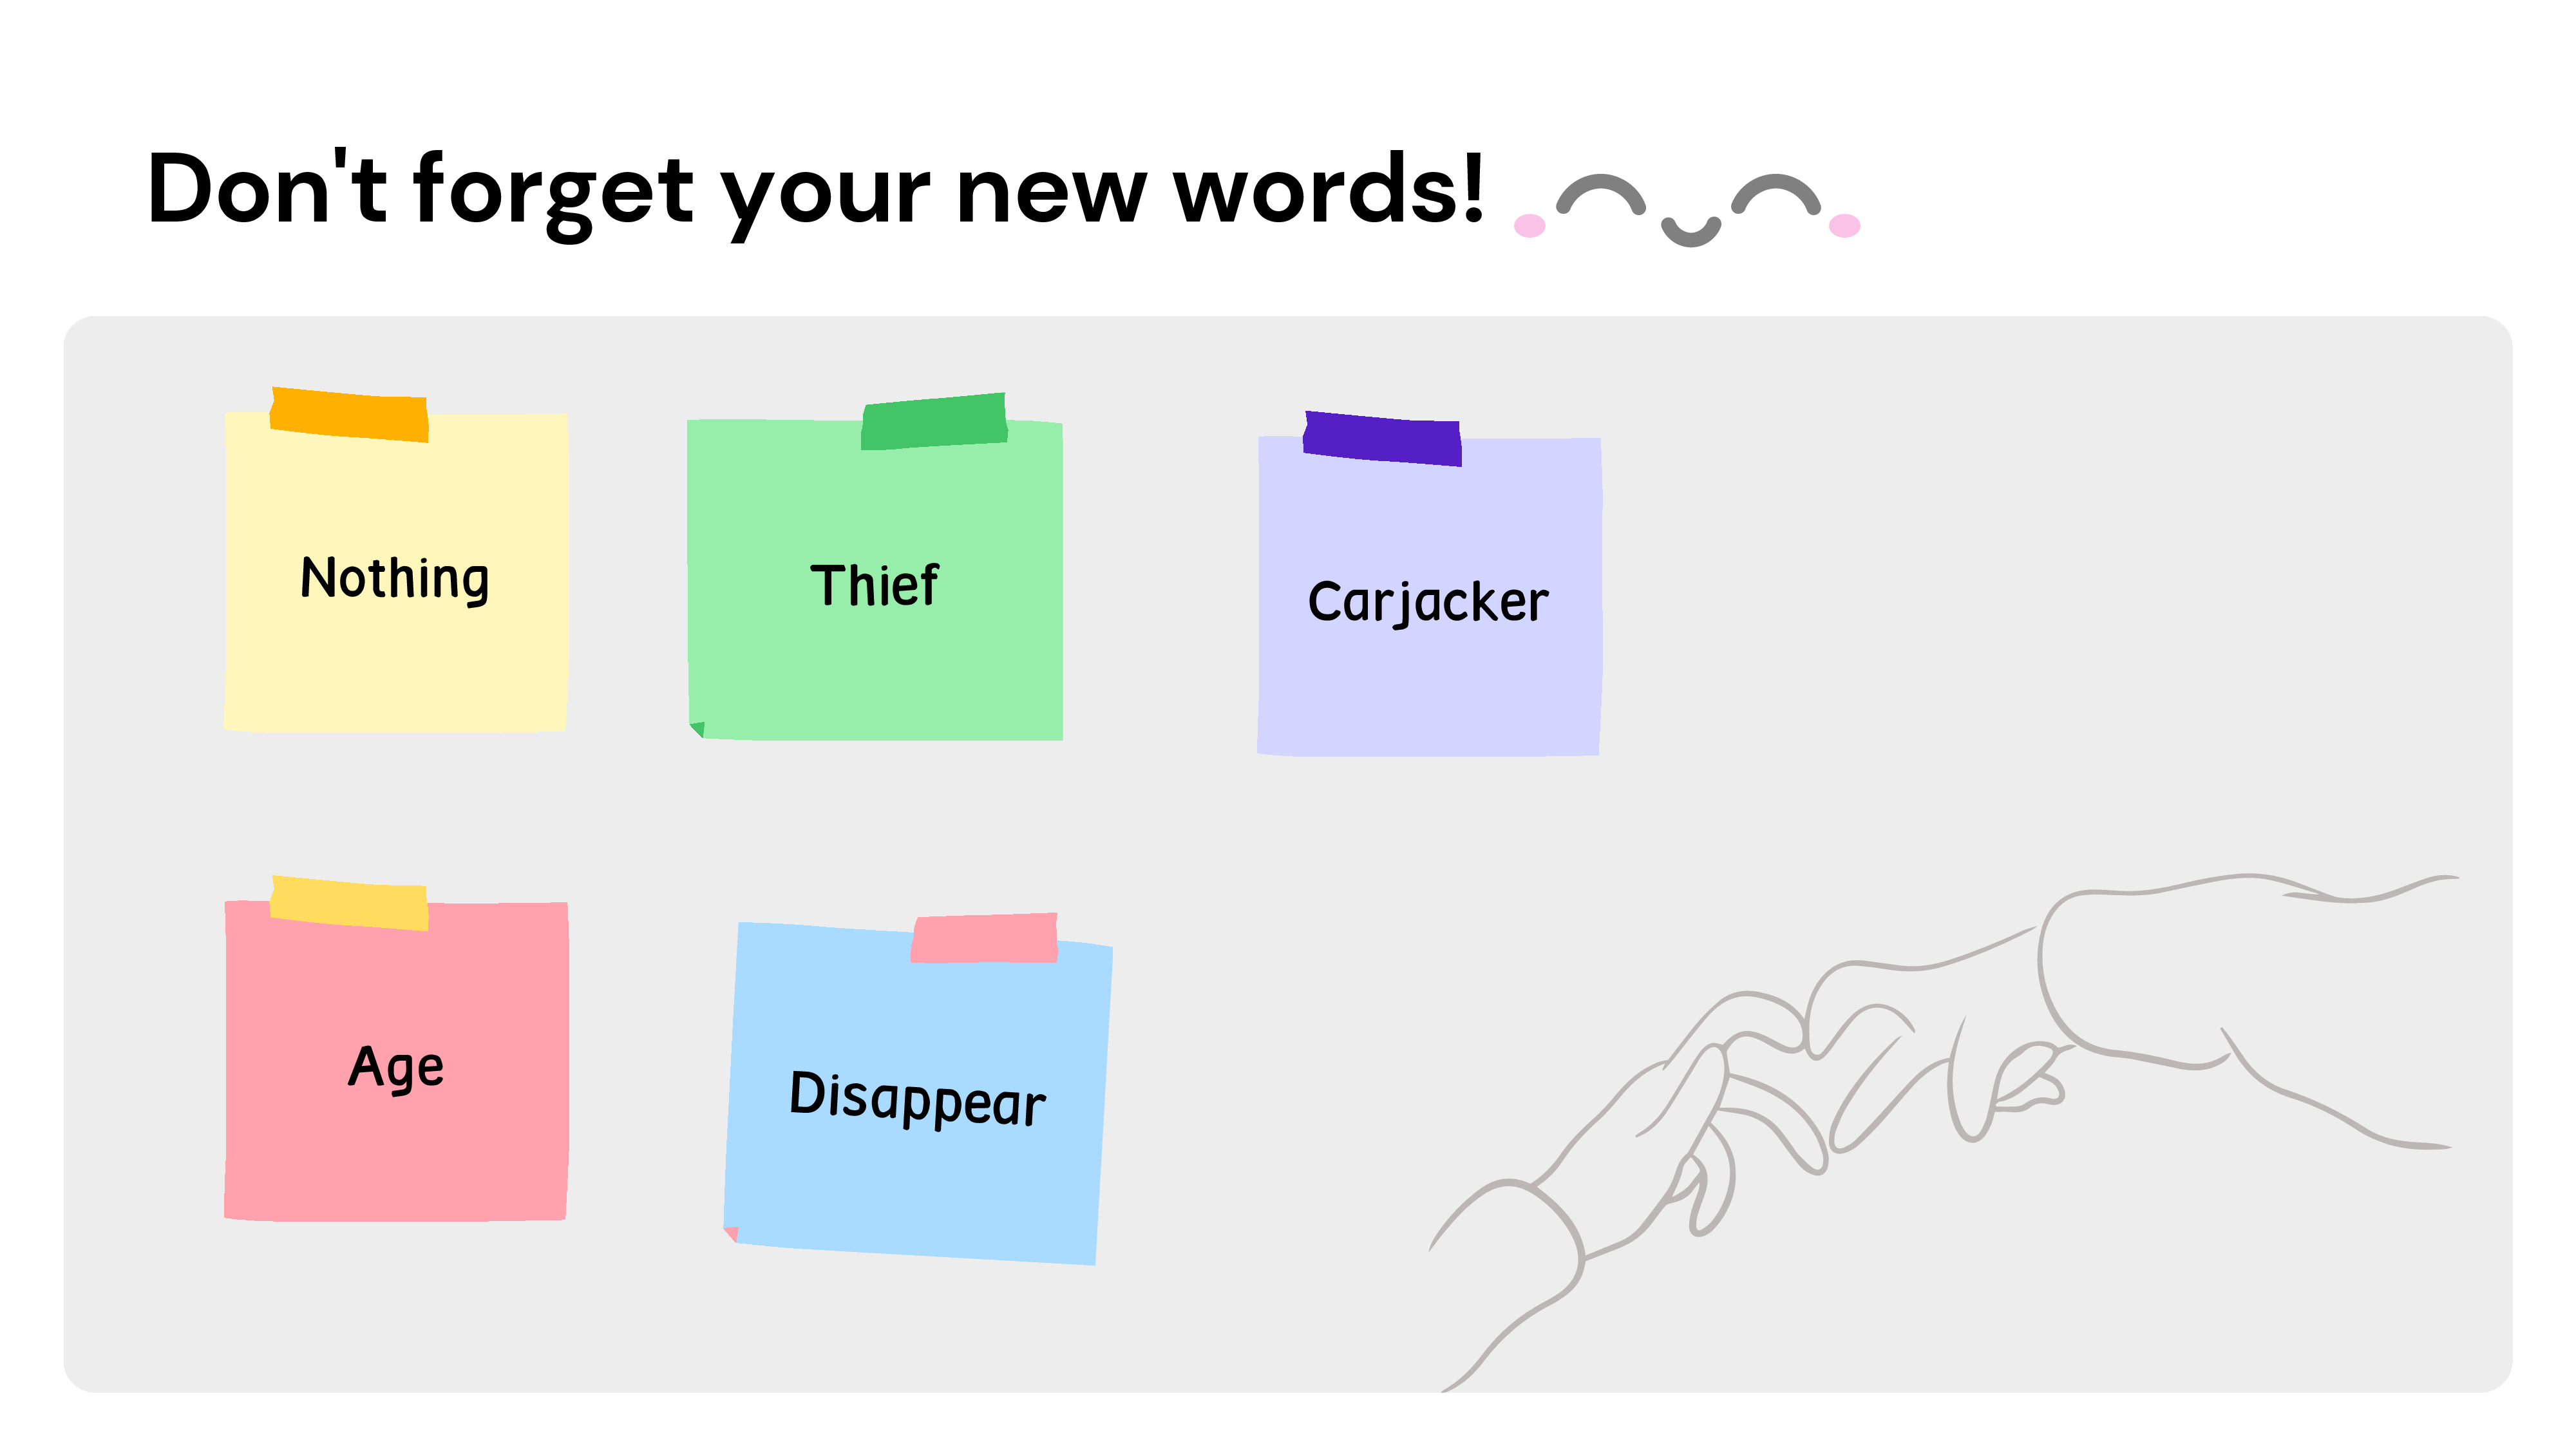 Don't forget your new words!
Nothing
Thief
Carjacker
Age
Disappear